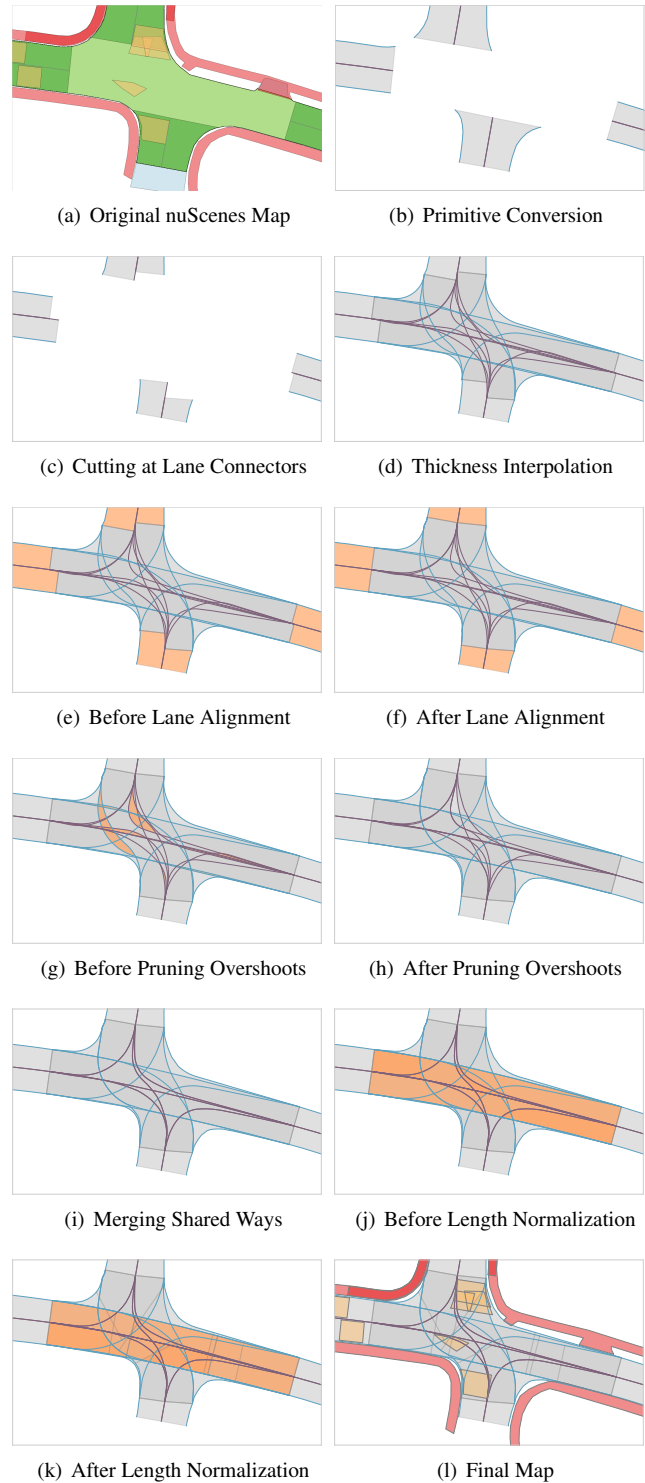 (a) Original nuScenes Map
(b) Primitive Conversion
(c) Cutting at Lane Connectors
(d) Thickness Interpolation
(e) Before Lane Alignment
(f) After Lane Alignment
(g) Before Pruning Overshoots
(h) After Pruning Overshoots
(i) Merging Shared Ways
(j) Before Length Normalization
(k) After Length Normalization
(l) Final Map